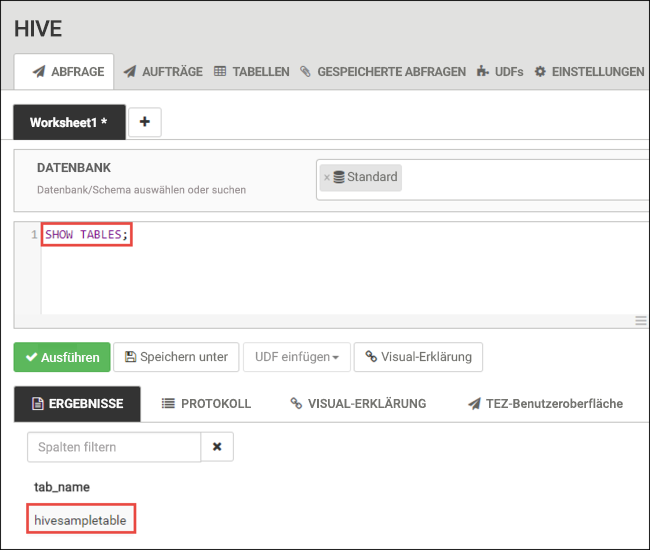 HIVE
ABFRAGE AUFTRÄGE TABELLEN GESPEICHERTE ABFRAGEN UDFs EINSTELLUNGEN
Worksheet1 * +
DATENBANK
Datenbank/Schema auswählen oder suchen
× Standard
1 SHOW TABLES;
Ausführen Speichern unter UDF einfügen Visual-Erklärung
ERGEBNISSE PROTOKOLL VISUAL-ERKLÄRUNG TEZ-Benutzeroberfläche
Spalten filtern
tab_name
hivesampletable